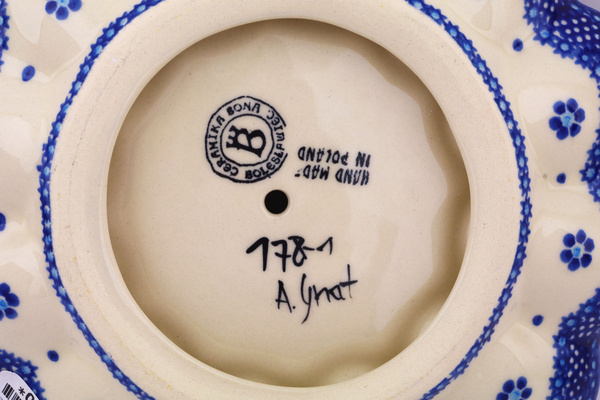 CERAMIKA BONA
BOLESŁAWIEC
B
HAND MADE
IN POLAND
178-1
A. Gnat